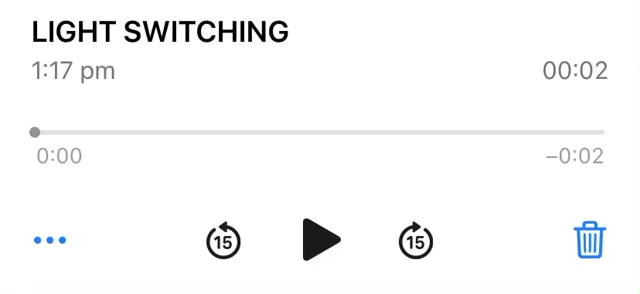 LIGHT SWITCHING
1:17 pm 00:02
0:00 –0:02
15 15